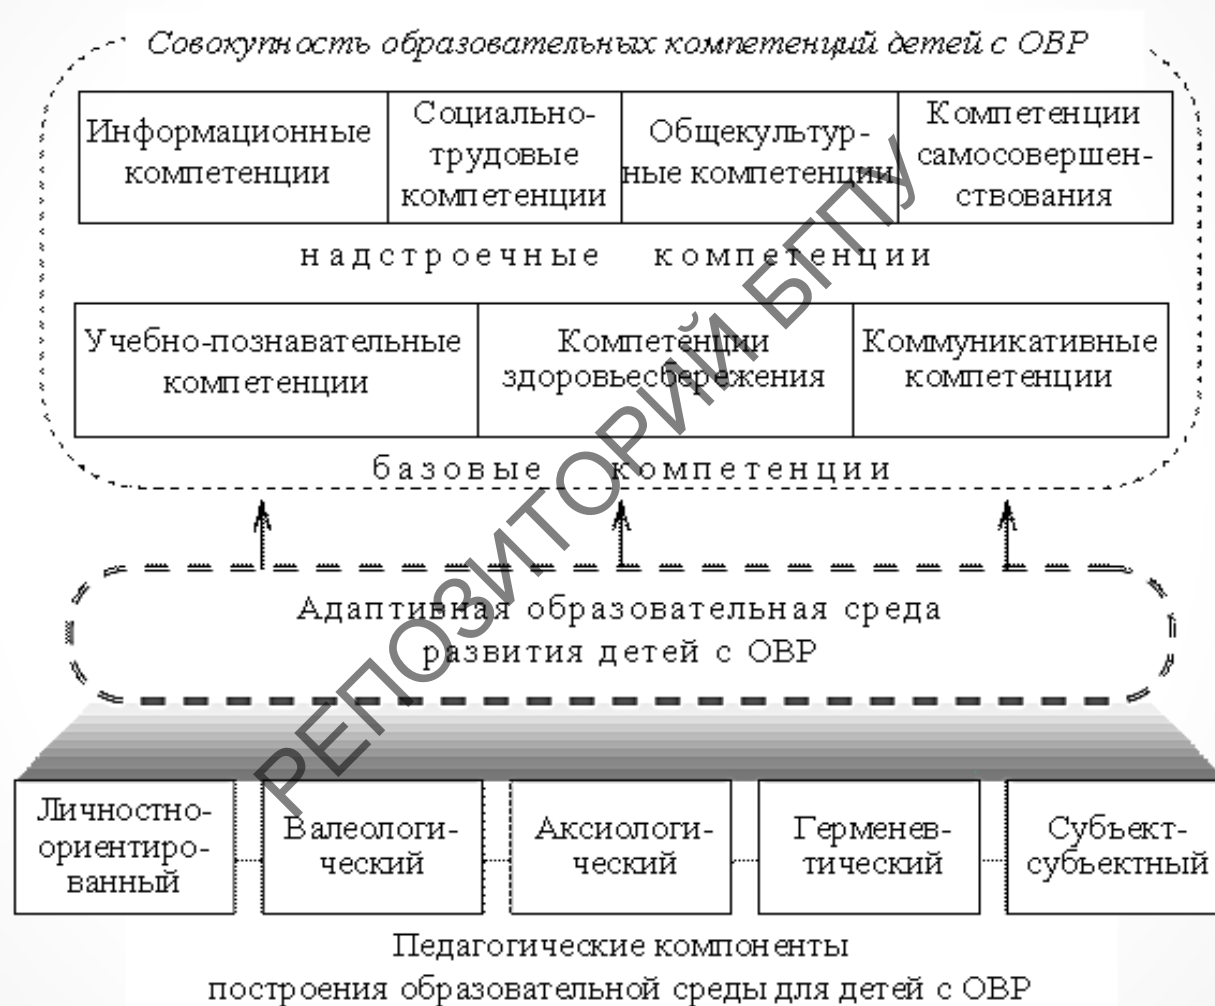 Совокупность образовательных компетенций детей с ОВР
Информационные
компетенции
Социально-
трудовые
компетенции
Общекультур-
ные компетенции
Компетенции
самосовершен-
ствования
надстроечные компетенции
Учебно-познавательные
компетенции
Компетенции
здоровьесбережения
Коммуникативные
компетенции
базовые компетенции
Адаптивная образовательная среда
развития детей с ОВР
Личностно-
ориентиро-
ванный
Валеологи-
ческий
Аксиологи-
ческий
Герменев-
тический
Субъект-
субъектный
Педагогические компоненты
построения образовательной среды для детей с ОВР
РЕПОЗИТОРИЙ БГПУ